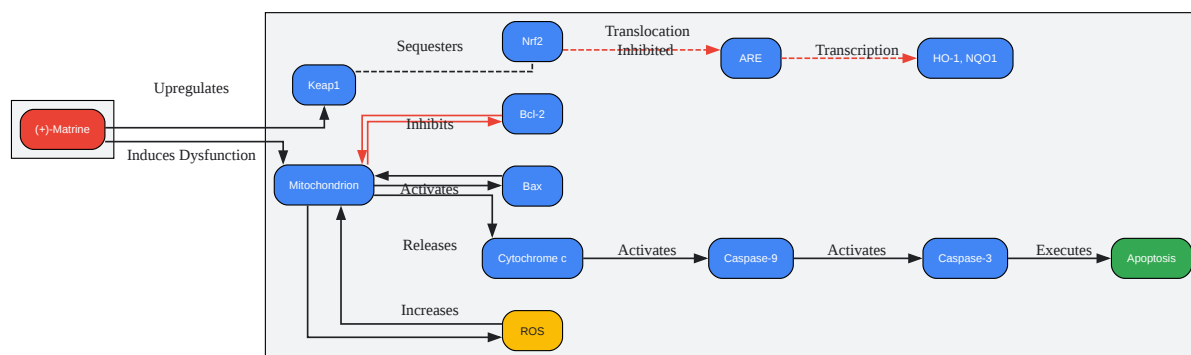 Nrf2
Translocation
Inhibited
Sequesters
ARE
Transcription
HO-1, NQO1
Keap1
Upregulates
Bcl-2
Inhibits
(+)-Matrine
Induces Dysfunction
Mitochondrion
Activates
Bax
Releases
Cytochrome c
Activates
Caspase-9
Activates
Caspase-3
Executes
Apoptosis
Increases
ROS